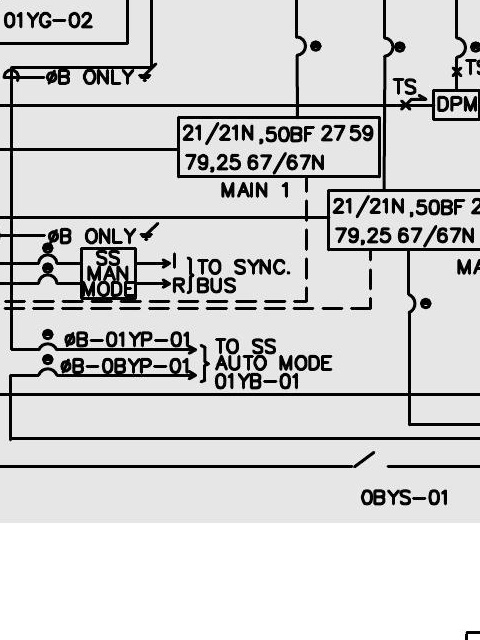 01YG-02
øB ONLY
TS
TS
DPM
21/21N,50BF 27 59
79,25 67/67N
MAIN 1
21/21N,50BF 2
79,25 67/67N
MA
øB ONLY
SS
MAN
MODE
I
R
TO SYNC.
BUS
øB-01YP-01
øB-0BYP-01
TO SS
AUTO MODE
01YB-01
0BYS-01